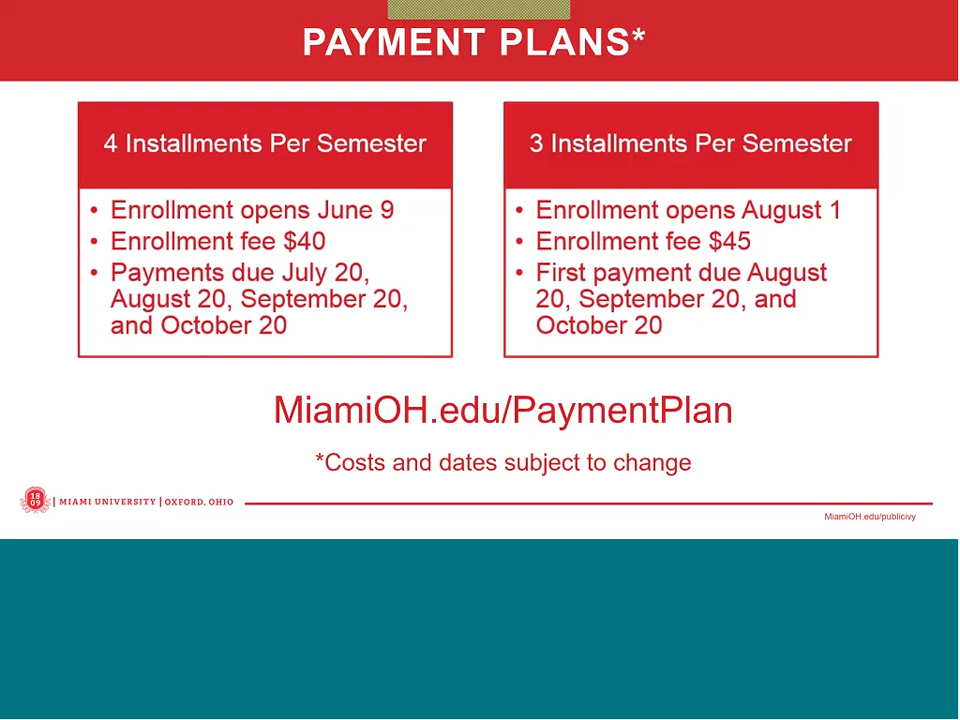 PAYMENT PLANS*
4 Installments Per Semester
• Enrollment opens June 9
• Enrollment fee $40
• Payments due July 20,
August 20, September 20,
and October 20
3 Installments Per Semester
• Enrollment opens August 1
• Enrollment fee $45
• First payment due August
20, September 20, and
October 20
MiamiOH.edu/PaymentPlan
*Costs and dates subject to change
18
09
MIAMI UNIVERSITY | OXFORD, OHIO
MiamiOH.edu/publicivy